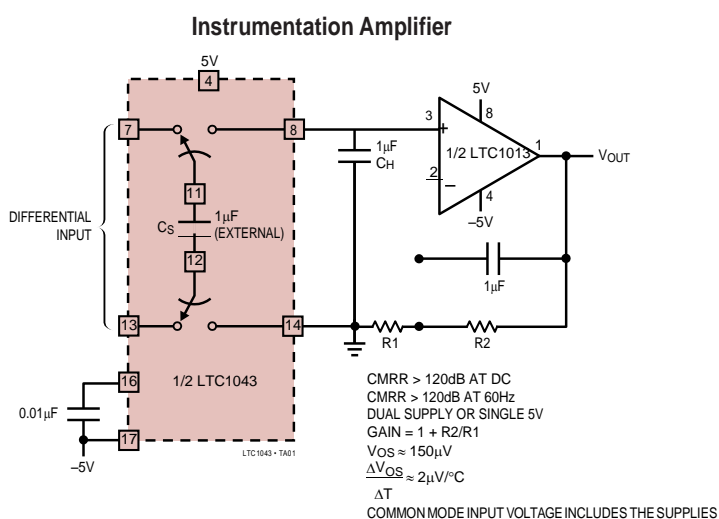 Instrumentation Amplifier
5V
4
7
8
11
CS
1µF
(EXTERNAL)
12
DIFFERENTIAL
INPUT
13
14
16
1/2 LTC1043
0.01µF
17
–5V
LTC1043 • TA01
1µF
CH
5V
3
8
+
1/2 LTC1013
1
VOUT
2
–
4
–5V
1µF
R1
R2
CMRR > 120dB AT DC
CMRR > 120dB AT 60Hz
DUAL SUPPLY OR SINGLE 5V
GAIN = 1 + R2/R1
VOS ≈ 150µV
ΔVOS
≈ 2µV/°C
ΔT
COMMON MODE INPUT VOLTAGE INCLUDES THE SUPPLIES